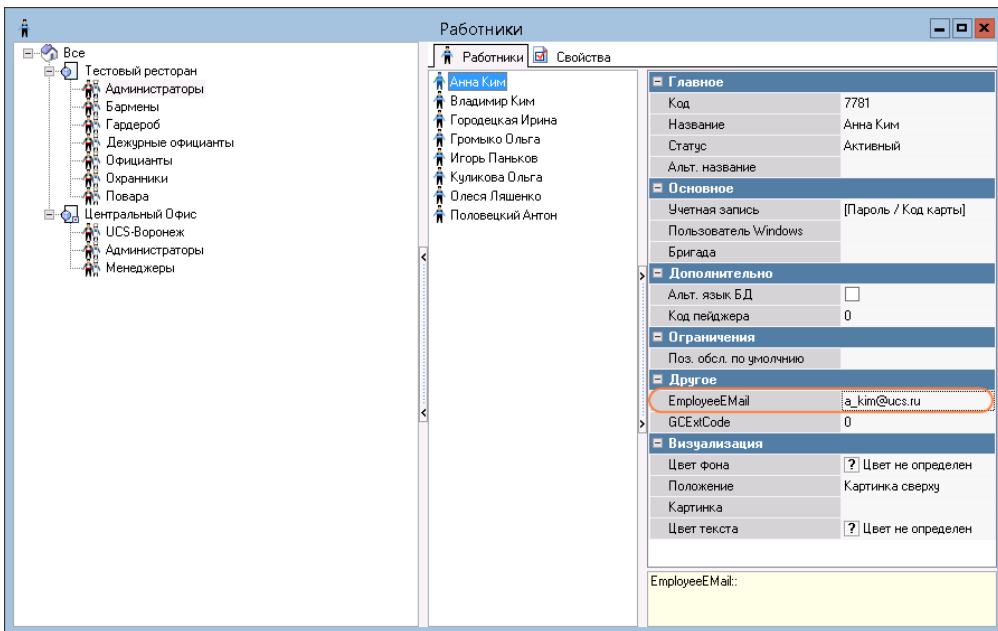 Работники
Все
Тестовый ресторан
Администраторы
Бармены
Гардероб
Дежурные официанты
Официанты
Охранники
Повара
Центральный Офис
UCS-Воронеж
Администраторы
Менеджеры
Работники Свойства
Анна Ким
Владимир Ким
Городецкая Ирина
Громыко Ольга
Игорь Паньков
Куликова Ольга
Олеся Ляшенко
Половецкий Антон
Главное
Код 7781
Название Анна Ким
Статус Активный
Альт. название
Основное
Учетная запись [Пароль / Код карты]
Пользователь Windows
Бригада
Дополнительно
Альт. язык БД
Код пейджера 0
Ограничения
Поз. обсл. по умолчнию
Другое
EmployeeEMail a_kim@ucs.ru
GCExtCode 0
Визуализация
Цвет фона ? Цвет не определен
Положение Картинка сверху
Картинка
Цвет текста ? Цвет не определен
EmployeeEMail::